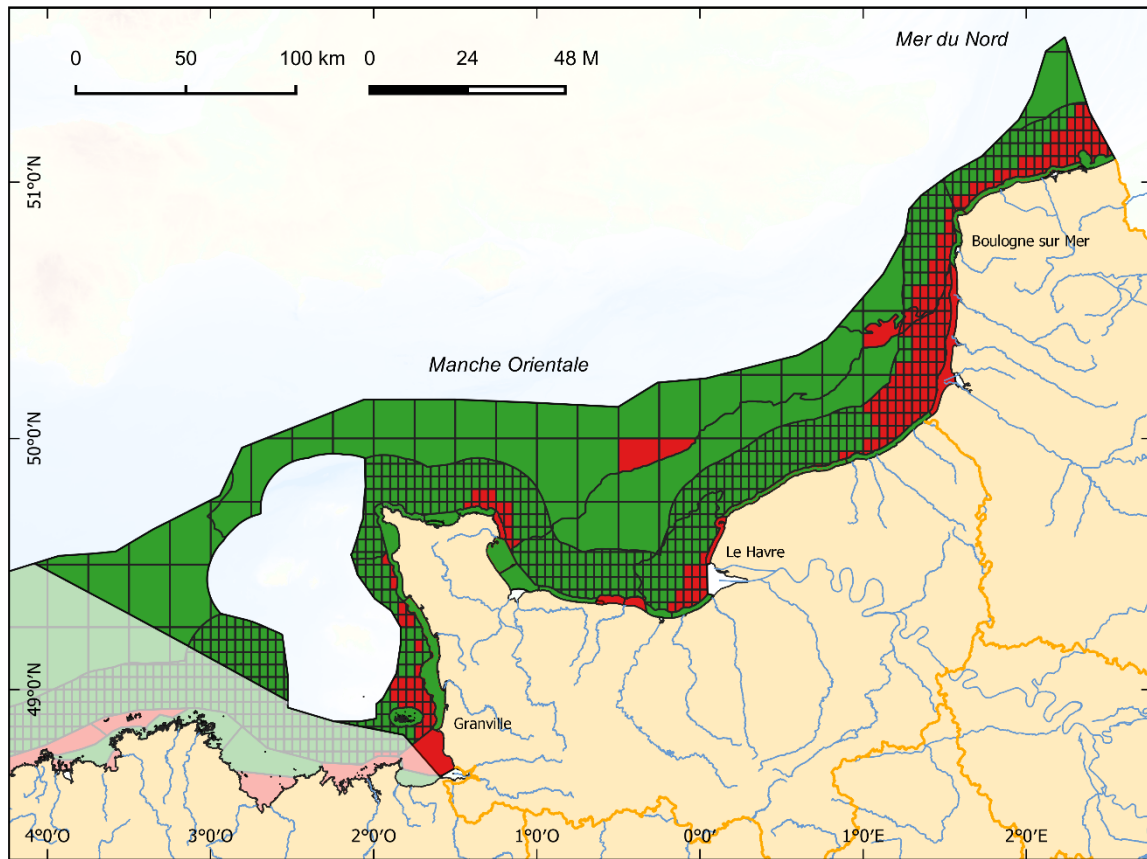 Mer du Nord
0 50 100 km
0 24 48 M
51°0'N
Boulogne sur Mer
Manche Orientale
50°0'N
Le Havre
49°0'N
Granville
4°0'O 3°0'O 2°0'O 1°0'O 0°0' 1°0'E 2°0'E